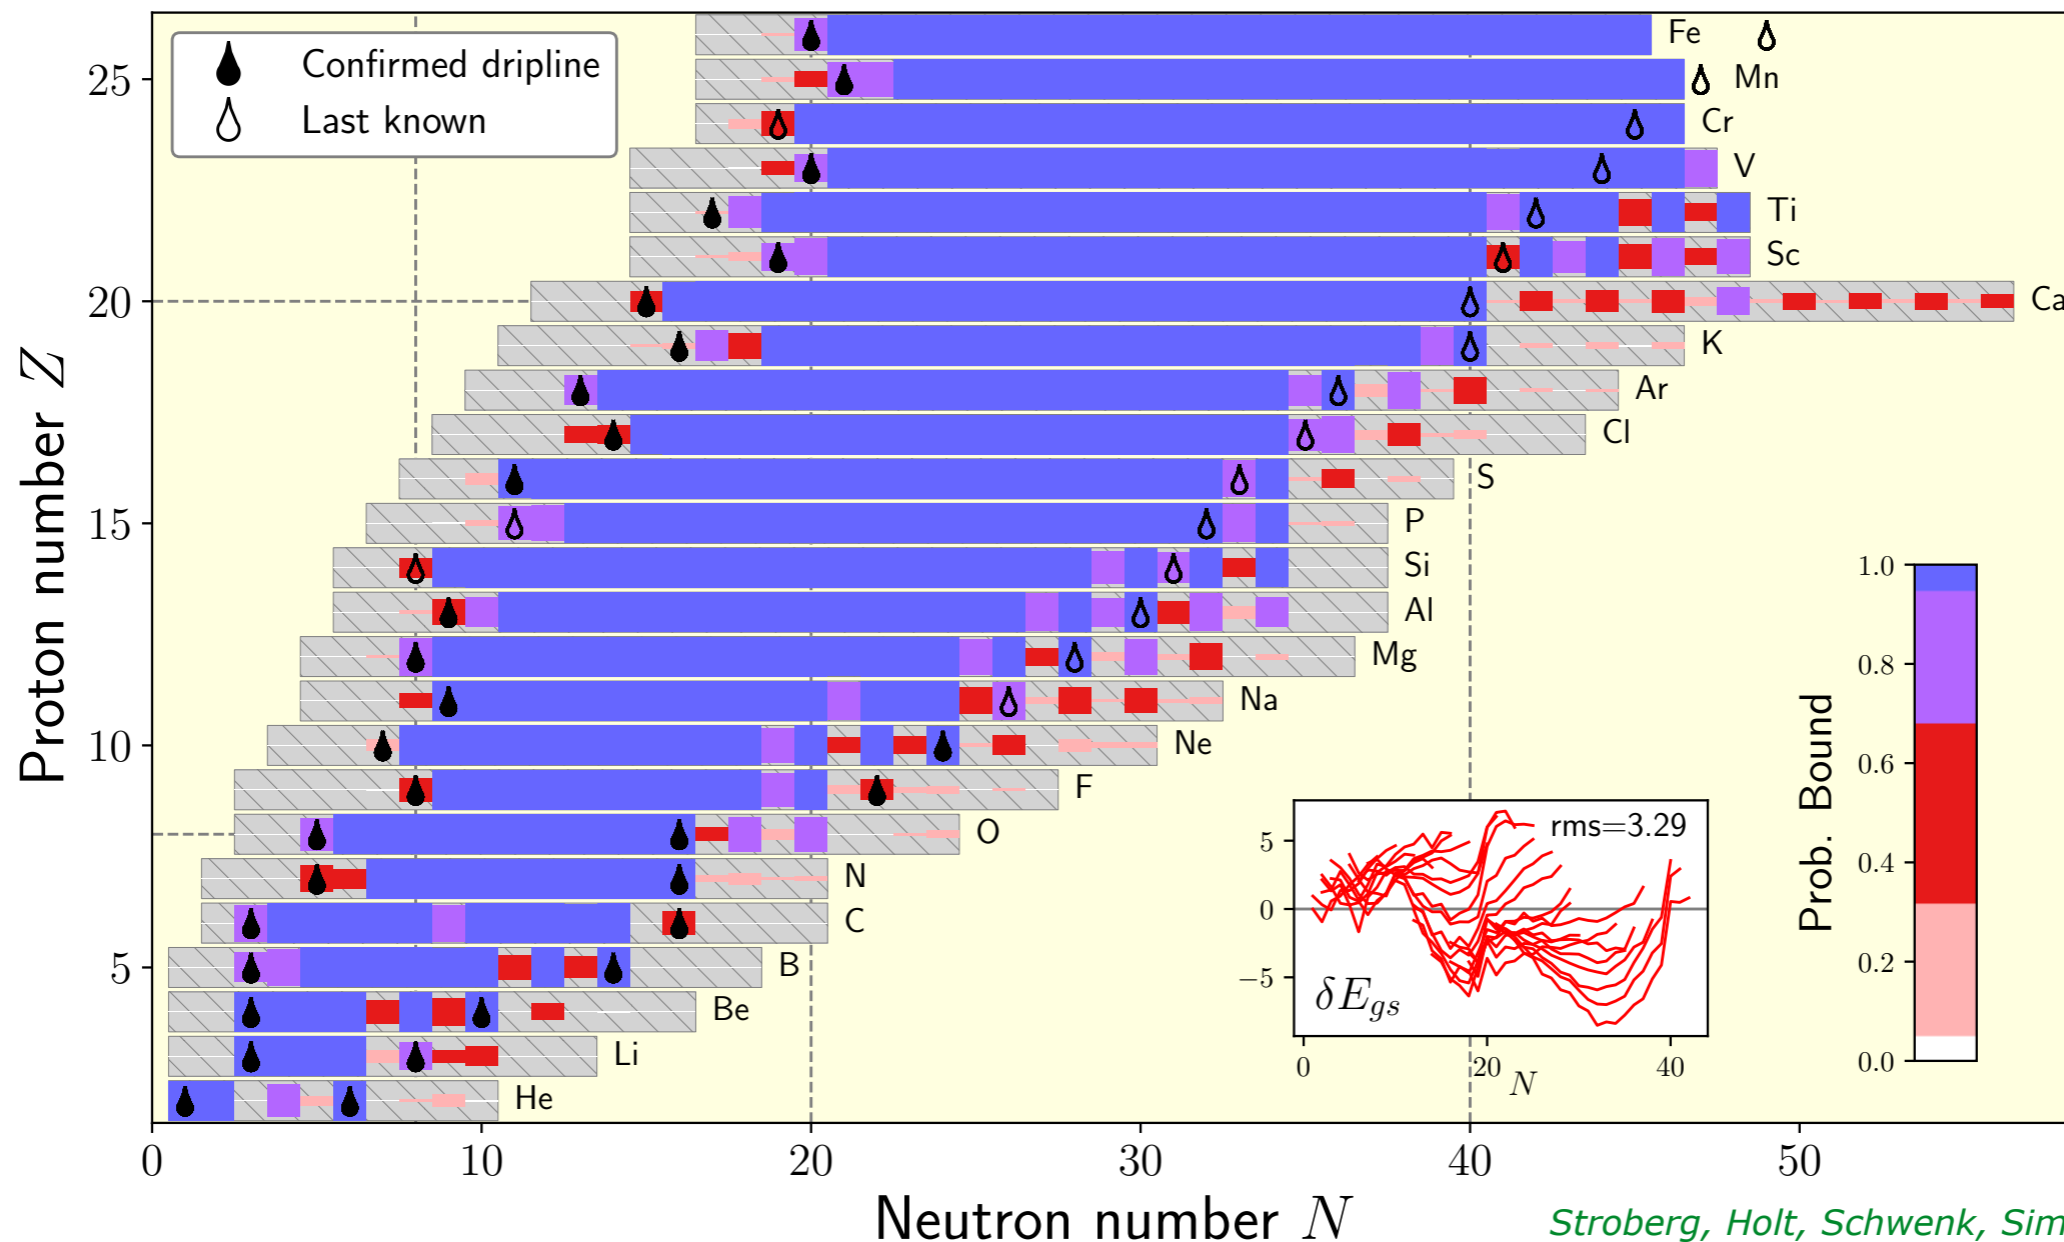 Confirmed dripline
Last known
Fe
Mn
Cr
V
Ti
Sc
Ca
K
Ar
Cl
S
P
Si
Al
Mg
Na
Ne
F
O
N
C
B
Be
Li
He
25
20
15
10
5
Proton number Z
0
10
20
30
40
50
Neutron number N
rms=3.29
5
0
−5
δE_gs
0
20
40
N
Prob. Bound
1.0
0.8
0.6
0.4
0.2
0.0
Stroberg, Holt, Schwenk, Sim